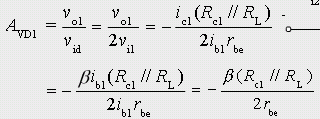 A_VD1 = v_o1 / v_id = v_o1 / 2v_i1 = − i_c1(R_c1 // R_L) / 2i_b1 r_be
= − βi_b1(R_c1 // R_L) / 2i_b1 r_be = − β(R_c1 // R_L) / 2r_be